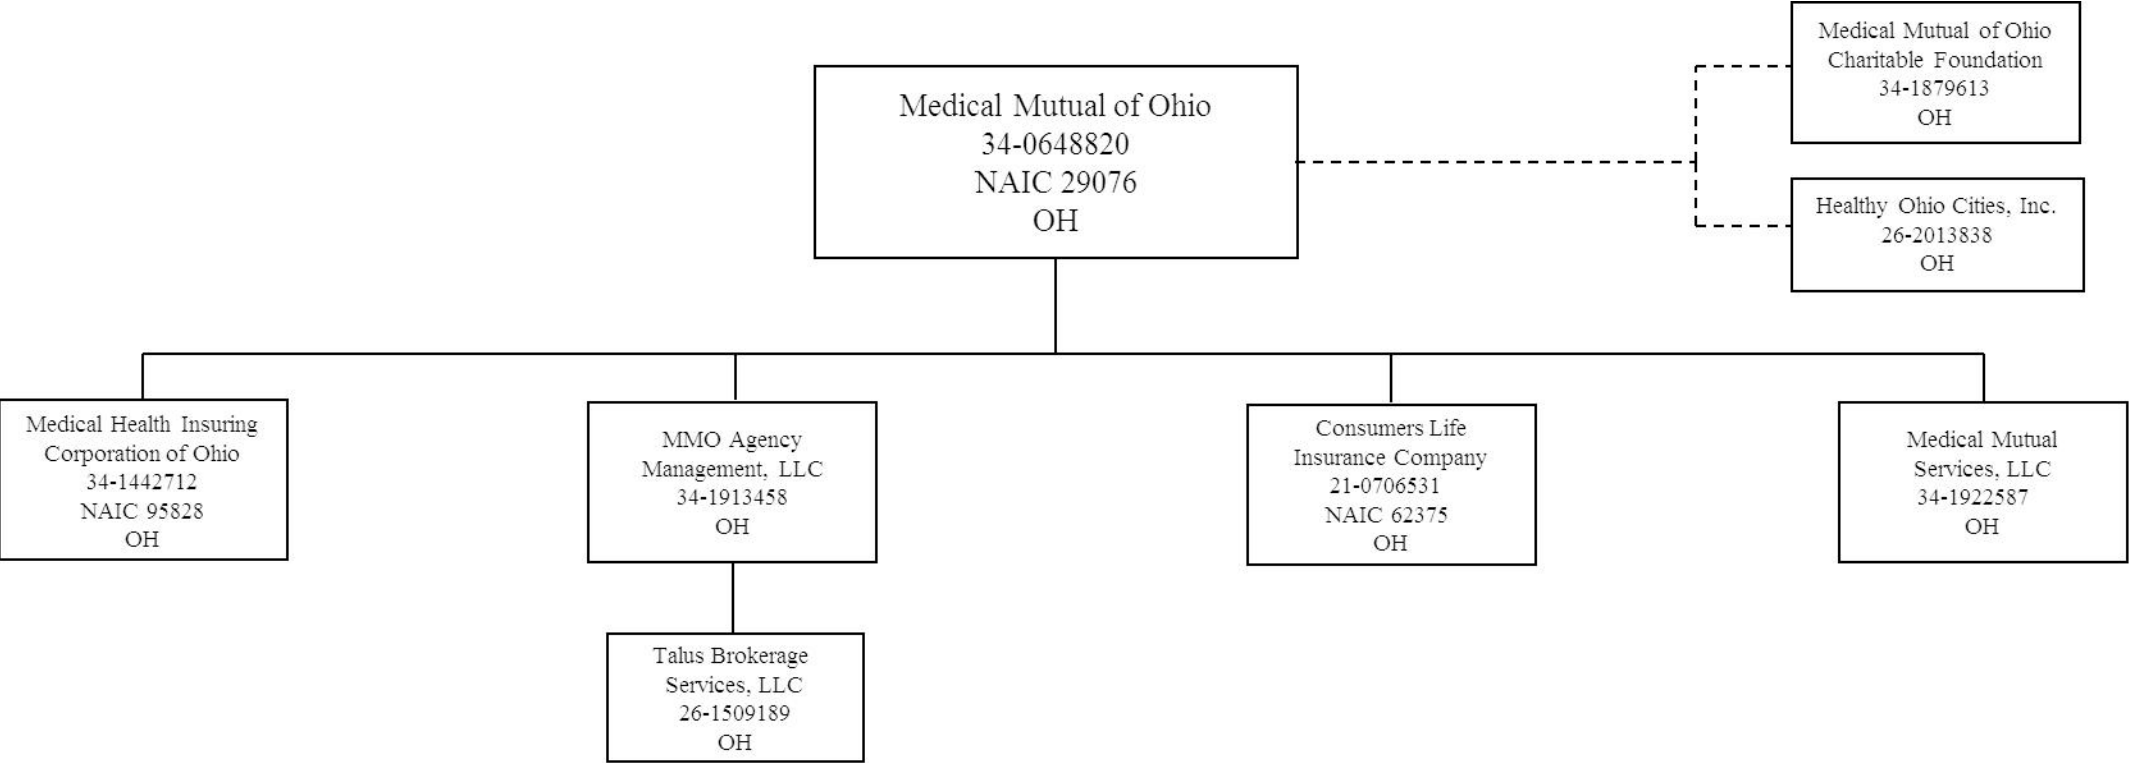 Medical Mutual of Ohio
Charitable Foundation
34-1879613
OH
Medical Mutual of Ohio
34-0648820
NAIC 29076
OH
Healthy Ohio Cities, Inc.
26-2013838
OH
Medical Health Insuring
Corporation of Ohio
34-1442712
NAIC 95828
OH
MMO Agency
Management, LLC
34-1913458
OH
Consumers Life
Insurance Company
21-0706531
NAIC 62375
OH
Medical Mutual
Services, LLC
34-1922587
OH
Talus Brokerage
Services, LLC
26-1509189
OH